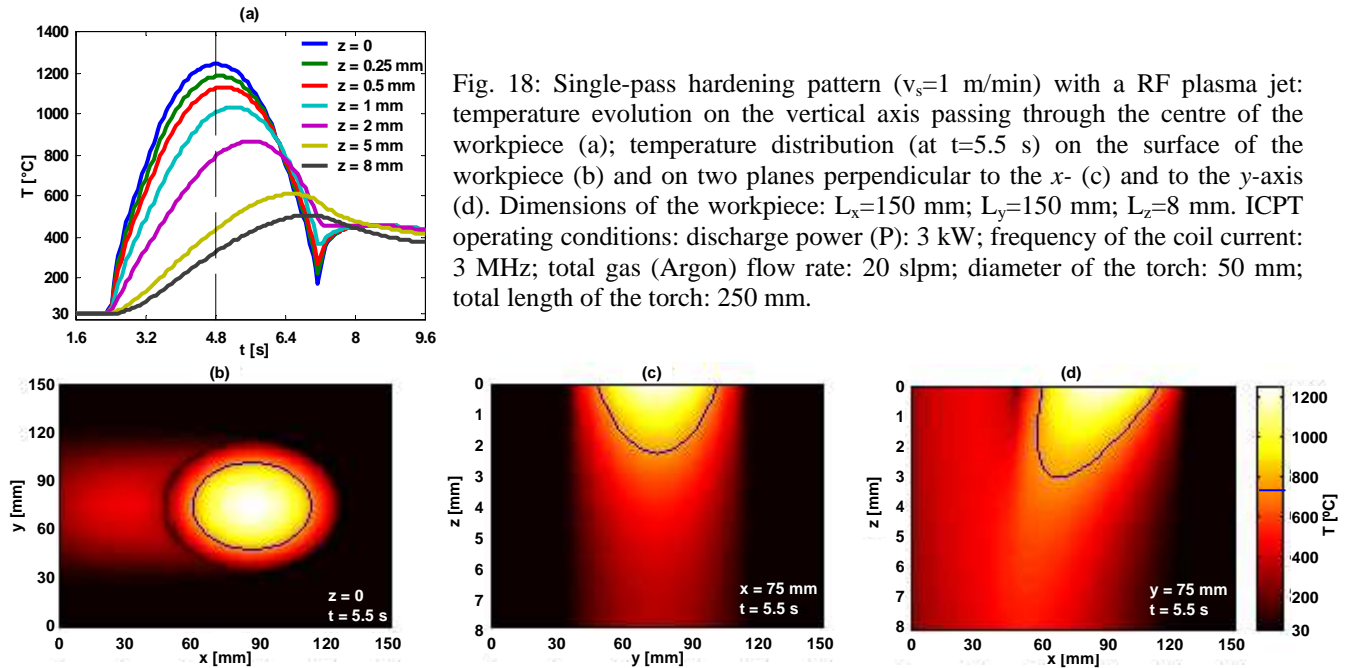 (a)
1400
1200
1000
800
600
400
200
30
T [°C]
1.6 3.2 4.8 6.4 8 9.6
t [s]
z = 0
z = 0.25 mm
z = 0.5 mm
z = 1 mm
z = 2 mm
z = 5 mm
z = 8 mm
Fig. 18: Single-pass hardening pattern (vs=1 m/min) with a RF plasma jet:
temperature evolution on the vertical axis passing through the centre of the
workpiece (a); temperature distribution (at t=5.5 s) on the surface of the
workpiece (b) and on two planes perpendicular to the x- (c) and to the y-axis
(d). Dimensions of the workpiece: Lx=150 mm; Ly=150 mm; Lz=8 mm. ICPT
operating conditions: discharge power (P): 3 kW; frequency of the coil current:
3 MHz; total gas (Argon) flow rate: 20 slpm; diameter of the torch: 50 mm;
total length of the torch: 250 mm.
(b)
150
120
90
60
30
0
y [mm]
z = 0
t = 5.5 s
0 30 60 90 120 150
x [mm]
(c)
0
1
2
3
4
5
6
7
8
z [mm]
x = 75 mm
t = 5.5 s
0 30 60 90 120 150
y [mm]
(d)
0
1
2
3
4
5
6
7
8
z [mm]
y = 75 mm
t = 5.5 s
0 30 60 90 120 150
x [mm]
1200
1000
800
600
400
200
30
T [ºC]